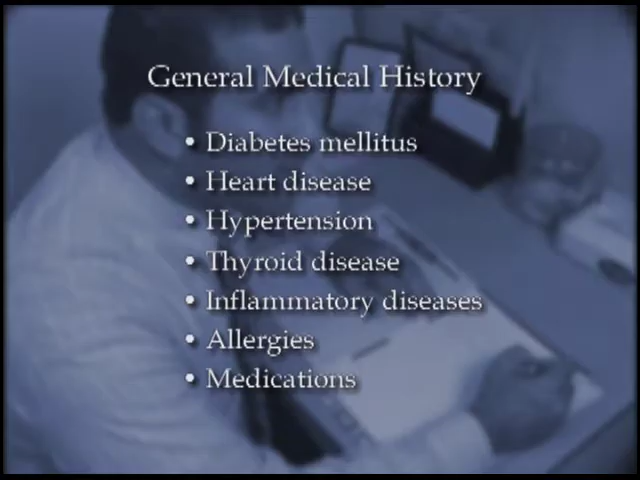 General Medical History
• Diabetes mellitus
• Heart disease
• Hypertension
• Thyroid disease
• Inflammatory diseases
• Allergies
• Medications